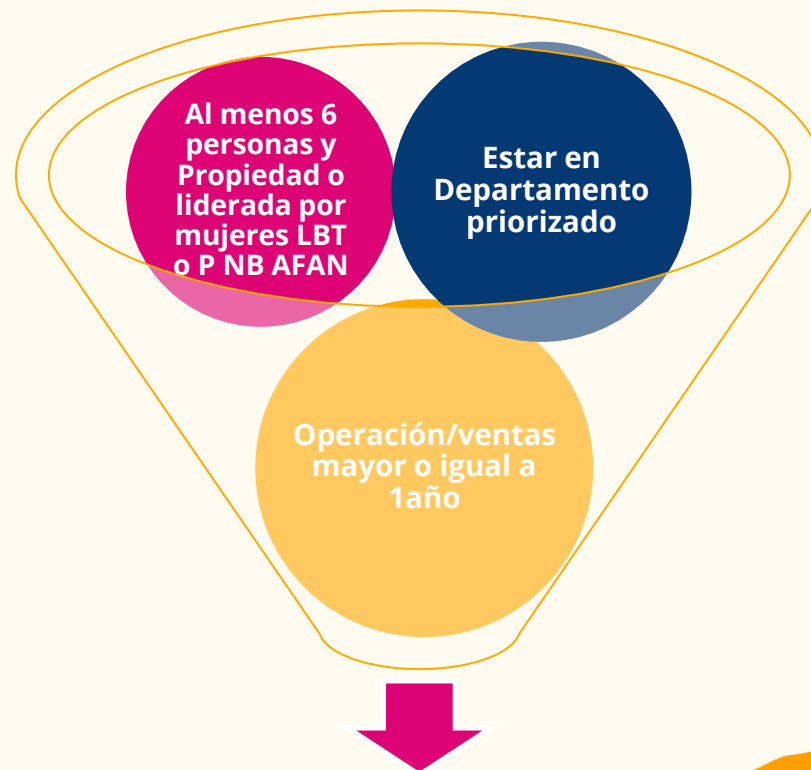 Al menos 6
personas y
Propiedad o
liderada por
mujeres LBT
o P NB AFAN
Estar en
Departamento
priorizado
Operación/ventas
mayor o igual a
1año